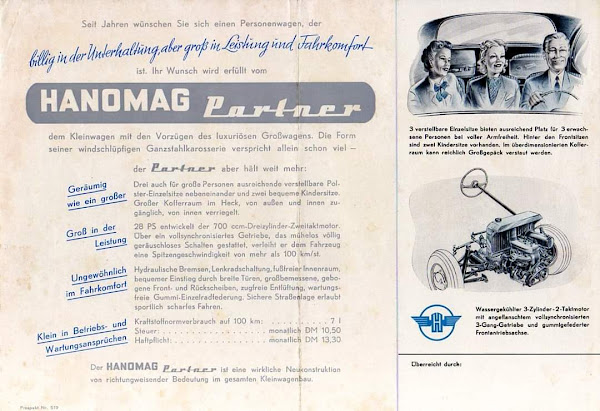 Seit Jahren wünschen Sie sich einen Personenwagen, der
billig in der Unterhaltung, aber groß in Leistung und Fahrkomfort
ist. Ihr Wunsch wird erfüllt vom
HANOMAG Partner
dem Kleinwagen mit den Vorzügen des luxuriösen Großwagens. Die Form
seiner windschlüpfigen Ganzstahlkarosserie verspricht allein schon viel –
der Partner aber hält weit mehr:
Geräumig
wie ein großer
Drei auch für große Personen ausreichende verstellbare Pol-
ster-Einzelsitze nebeneinander und zwei bequeme Kindersitze.
Großer Kofferraum im Heck, von außen und innen zu-
gänglich, von innen verriegelt.
Groß in der
Leistung
28 PS entwickelt der 700 ccm-Dreizylinder-Zweitaktmotor.
Über ein vollsynchronisiertes Getriebe, das mühelos völlig
geräuschloses Schalten gestattet, verleiht er dem Fahrzeug
eine Spitzengeschwindigkeit von mehr als 100 km/st.
Ungewöhnlich
im Fahrkomfort
Hydraulische Bremsen, Lenkradschaltung, fußfreier Innenraum,
bequemer Einstieg durch breite Türen, großbemessene, gebo-
gene Front- und Rückscheiben, zugfreie Entlüftung, wartungs-
freie Gummi-Einzelradfederung. Sichere Straßenlage erlaubt
sportlich scharfes Fahren.
Klein in Betriebs- und
Wartungsansprüchen
Kraftstoffnormverbrauch auf 100 km: . . . . 7 l
Steuer: . . . . . . . . . monatlich DM 10,50
Haftpflicht: . . . . . . . monatlich DM 13,30
Der HANOMAG Partner ist eine wirkliche Neukonstruktion
von richtungweisender Bedeutung im gesamten Kleinwagenbau.
3 verstellbare Einzelsitze bieten ausreichend Platz für 3 erwach-
sene Personen bei voller Armfreiheit. Hinter den Frontsitzen
sind zwei Kindersitze vorhanden. Im überdimensionierten Koffer-
raum kann reichlich Großgepäck verstaut werden.
H
Wassergekühlter 3-Zylinder-2-Taktmotor
mit angeflanschtem vollsynchronisierten
3-Gang-Getriebe und gummigefederter
Frontantriebsachse.
Überreicht durch: